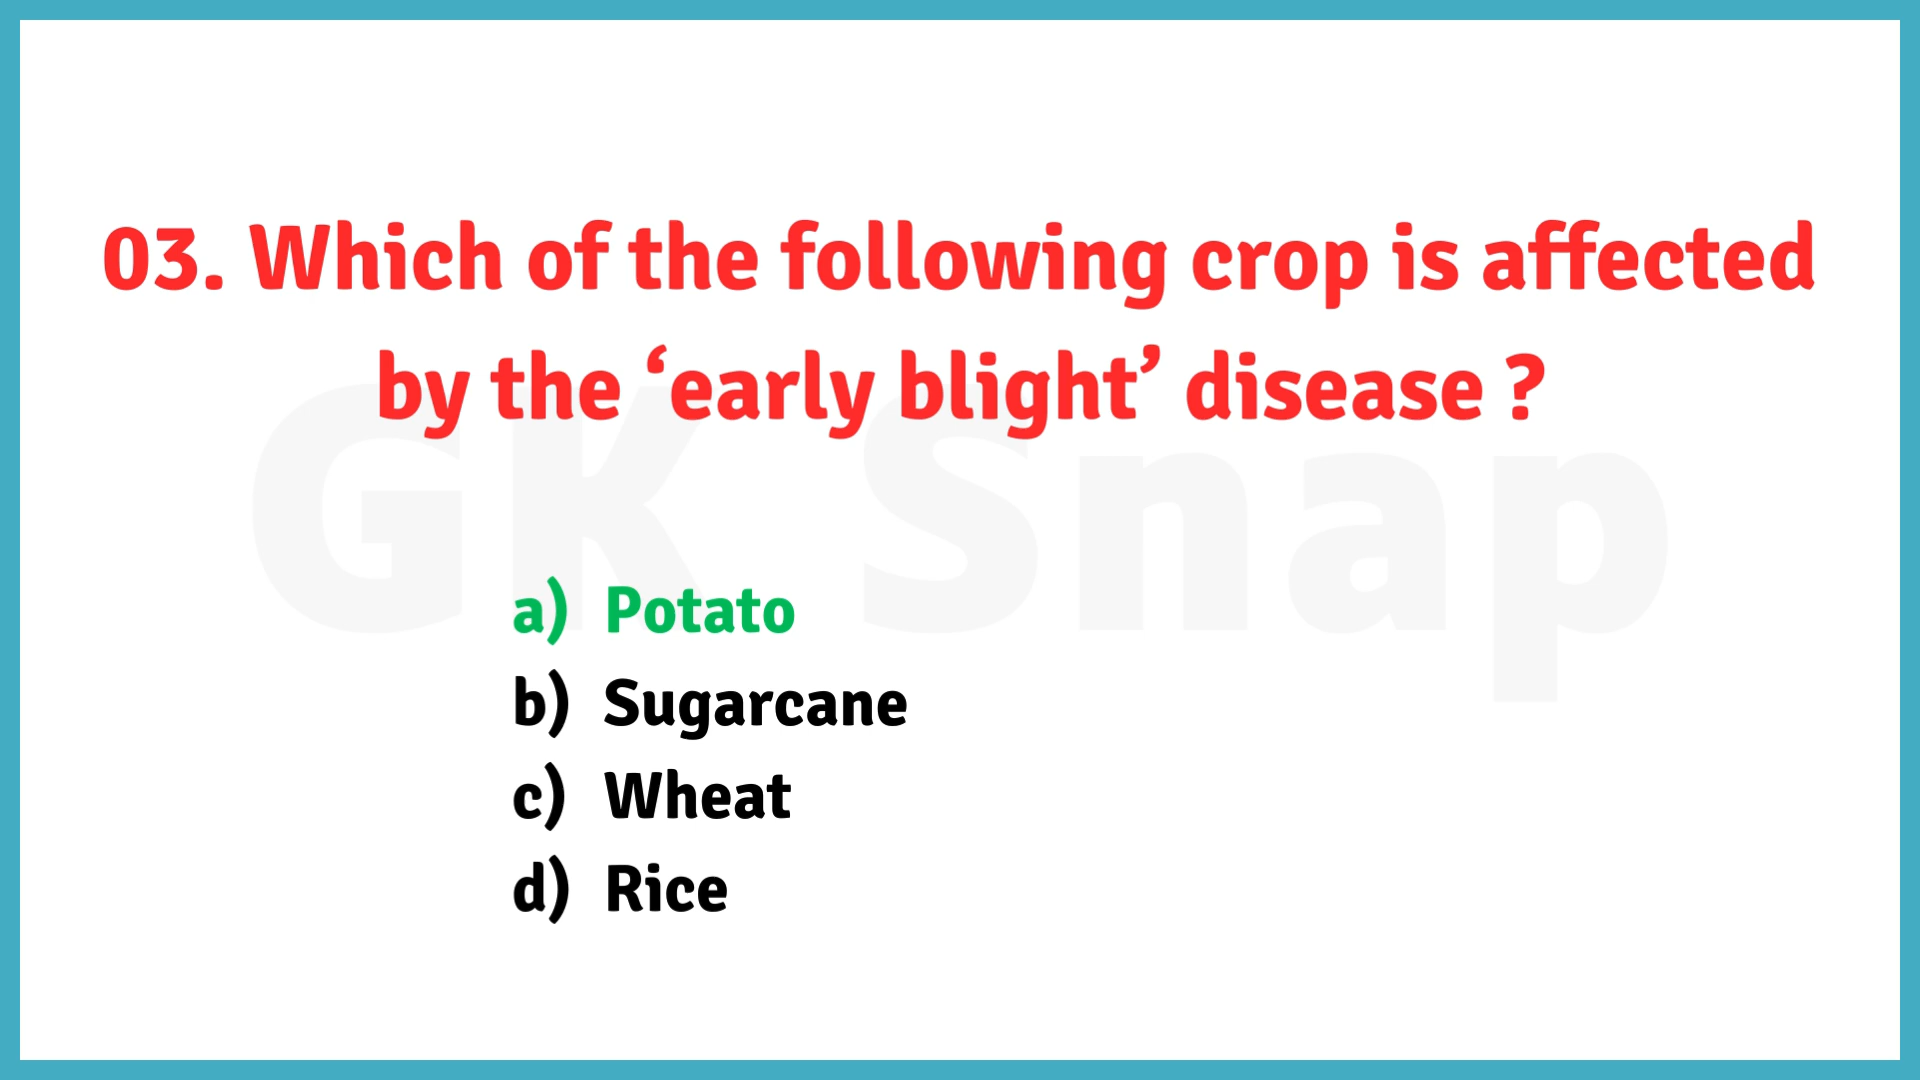 03. Which of the following crop is affected
by the ‘early blight’ disease ?
GK Snap
a) Potato
b) Sugarcane
c) Wheat
d) Rice